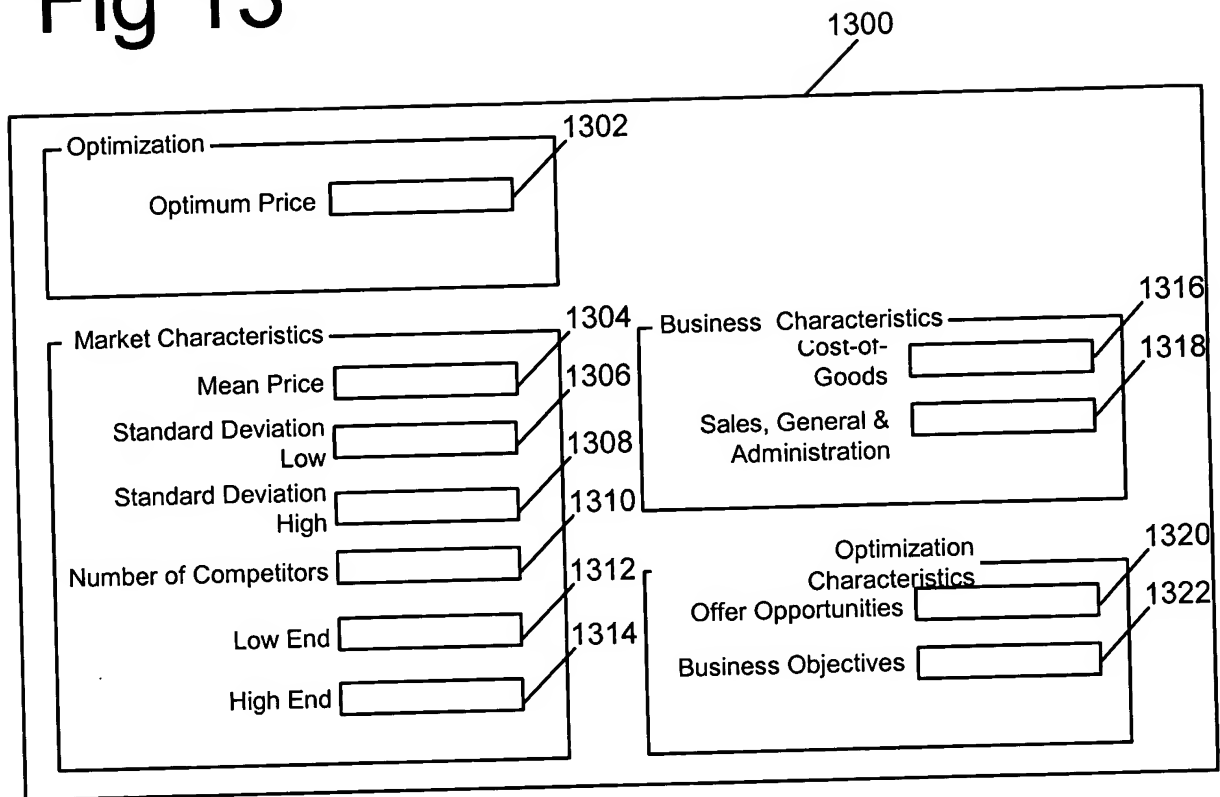 Fig 13
1300
Optimization
1302
Optimum Price
Market Characteristics
1304
Mean Price
1306
Standard Deviation
Low
1308
Standard Deviation
High
1310
Number of Competitors
1312
Low End
1314
High End
Business Characteristics
1316
Cost-of-
Goods
1318
Sales, General &
Administration
Optimization
Characteristics
1320
Offer Opportunities
1322
Business Objectives